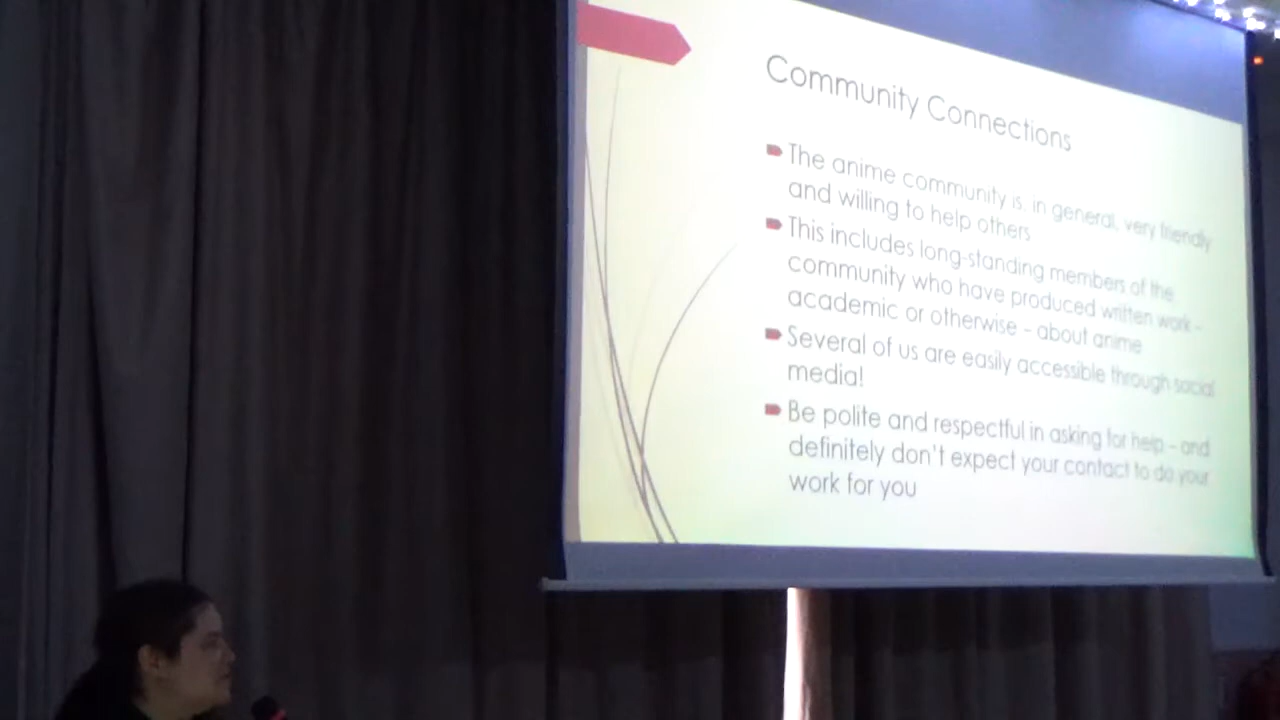 Community Connections
The anime community is, in general, very friendly
and willing to help others
This includes long-standing members of the
community who have produced written work –
academic or otherwise – about anime
Several of us are easily accessible through social
media!
Be polite and respectful in asking for help – and
definitely don't expect your contact to do your
work for you